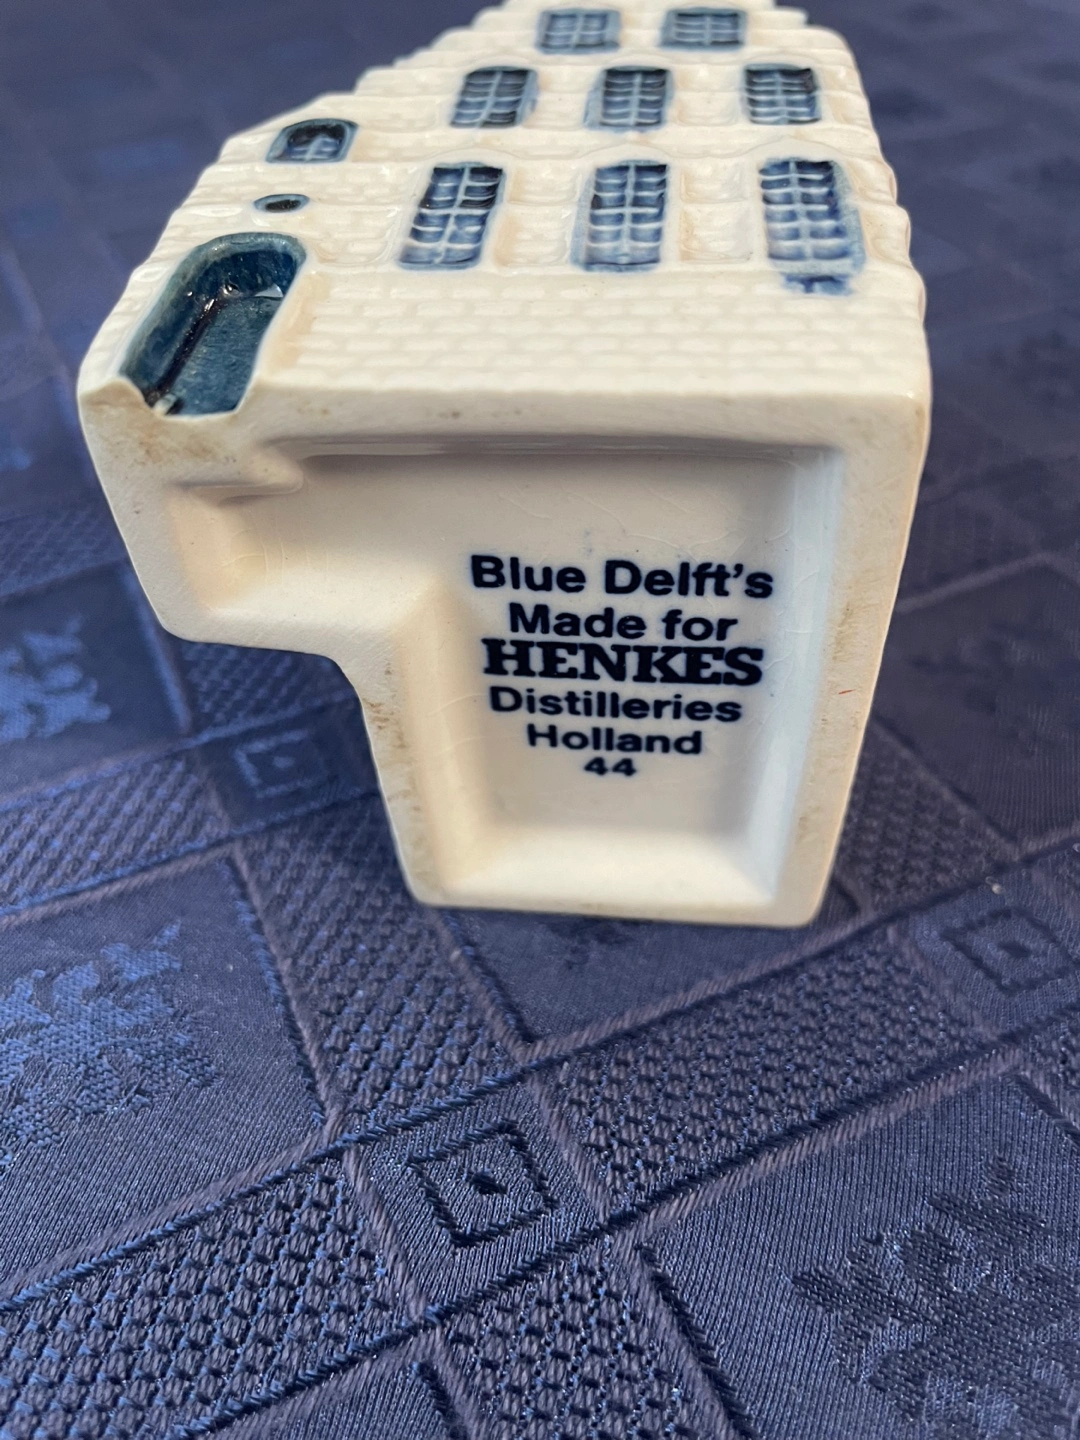 Blue Delft's
Made for
HENKES
Distilleries
Holland
44